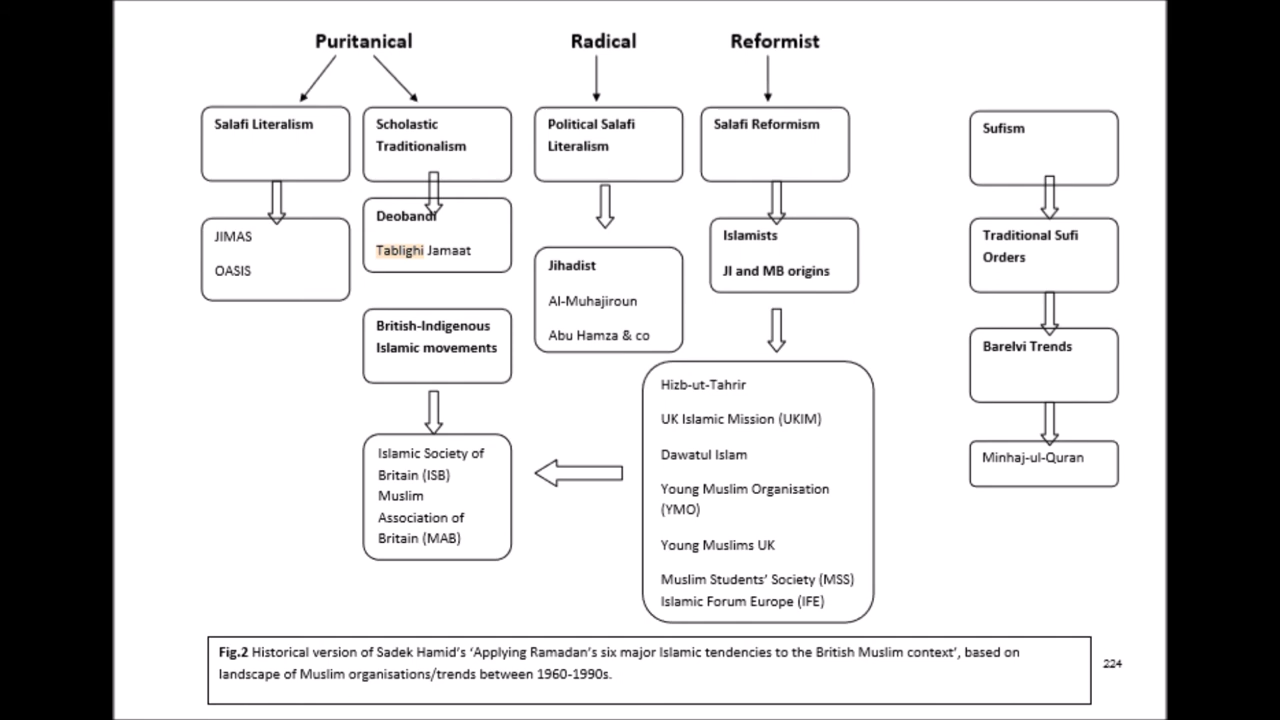 Puritanical
Radical
Reformist
Salafi Literalism
Scholastic
Traditionalism
Political Salafi
Literalism
Salafi Reformism
Sufism
JIMAS
OASIS
Deobandi
Tablighi Jamaat
Jihadist
Al-Muhajiroun
Abu Hamza & co
Islamists
JI and MB origins
Traditional Sufi
Orders
British-Indigenous
Islamic movements
Barelvi Trends
Islamic Society of
Britain (ISB)
Muslim
Association of
Britain (MAB)
Hizb-ut-Tahrir
UK Islamic Mission (UKIM)
Dawatul Islam
Young Muslim Organisation
(YMO)
Young Muslims UK
Muslim Students’ Society (MSS)
Islamic Forum Europe (IFE)
Minhaj-ul-Quran
Fig.2 Historical version of Sadek Hamid’s ‘Applying Ramadan’s six major Islamic tendencies to the British Muslim context’, based on
landscape of Muslim organisations/trends between 1960-1990s.
224